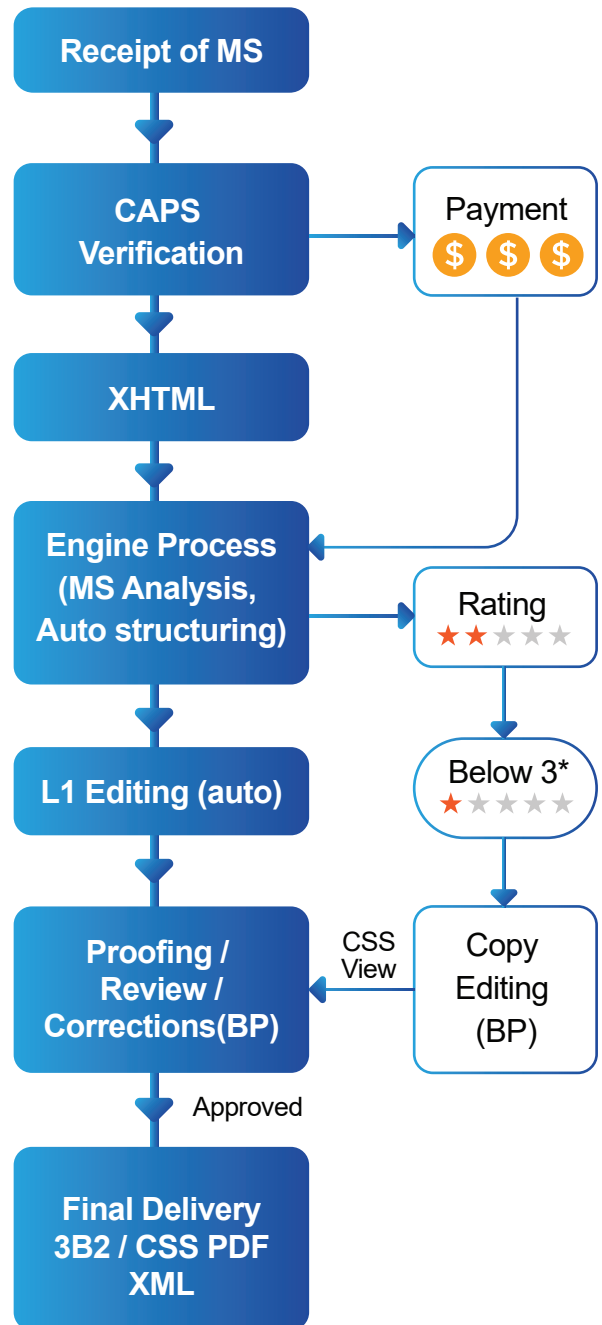 Receipt of MS
CAPS
Verification
Payment
$ $ $
XHTML
Engine Process
(MS Analysis,
Auto structuring)
Rating
L1 Editing (auto)
Below 3*
Proofing /
Review /
Corrections(BP)
CSS
View
Copy
Editing
(BP)
Approved
Final Delivery
3B2 / CSS PDF
XML